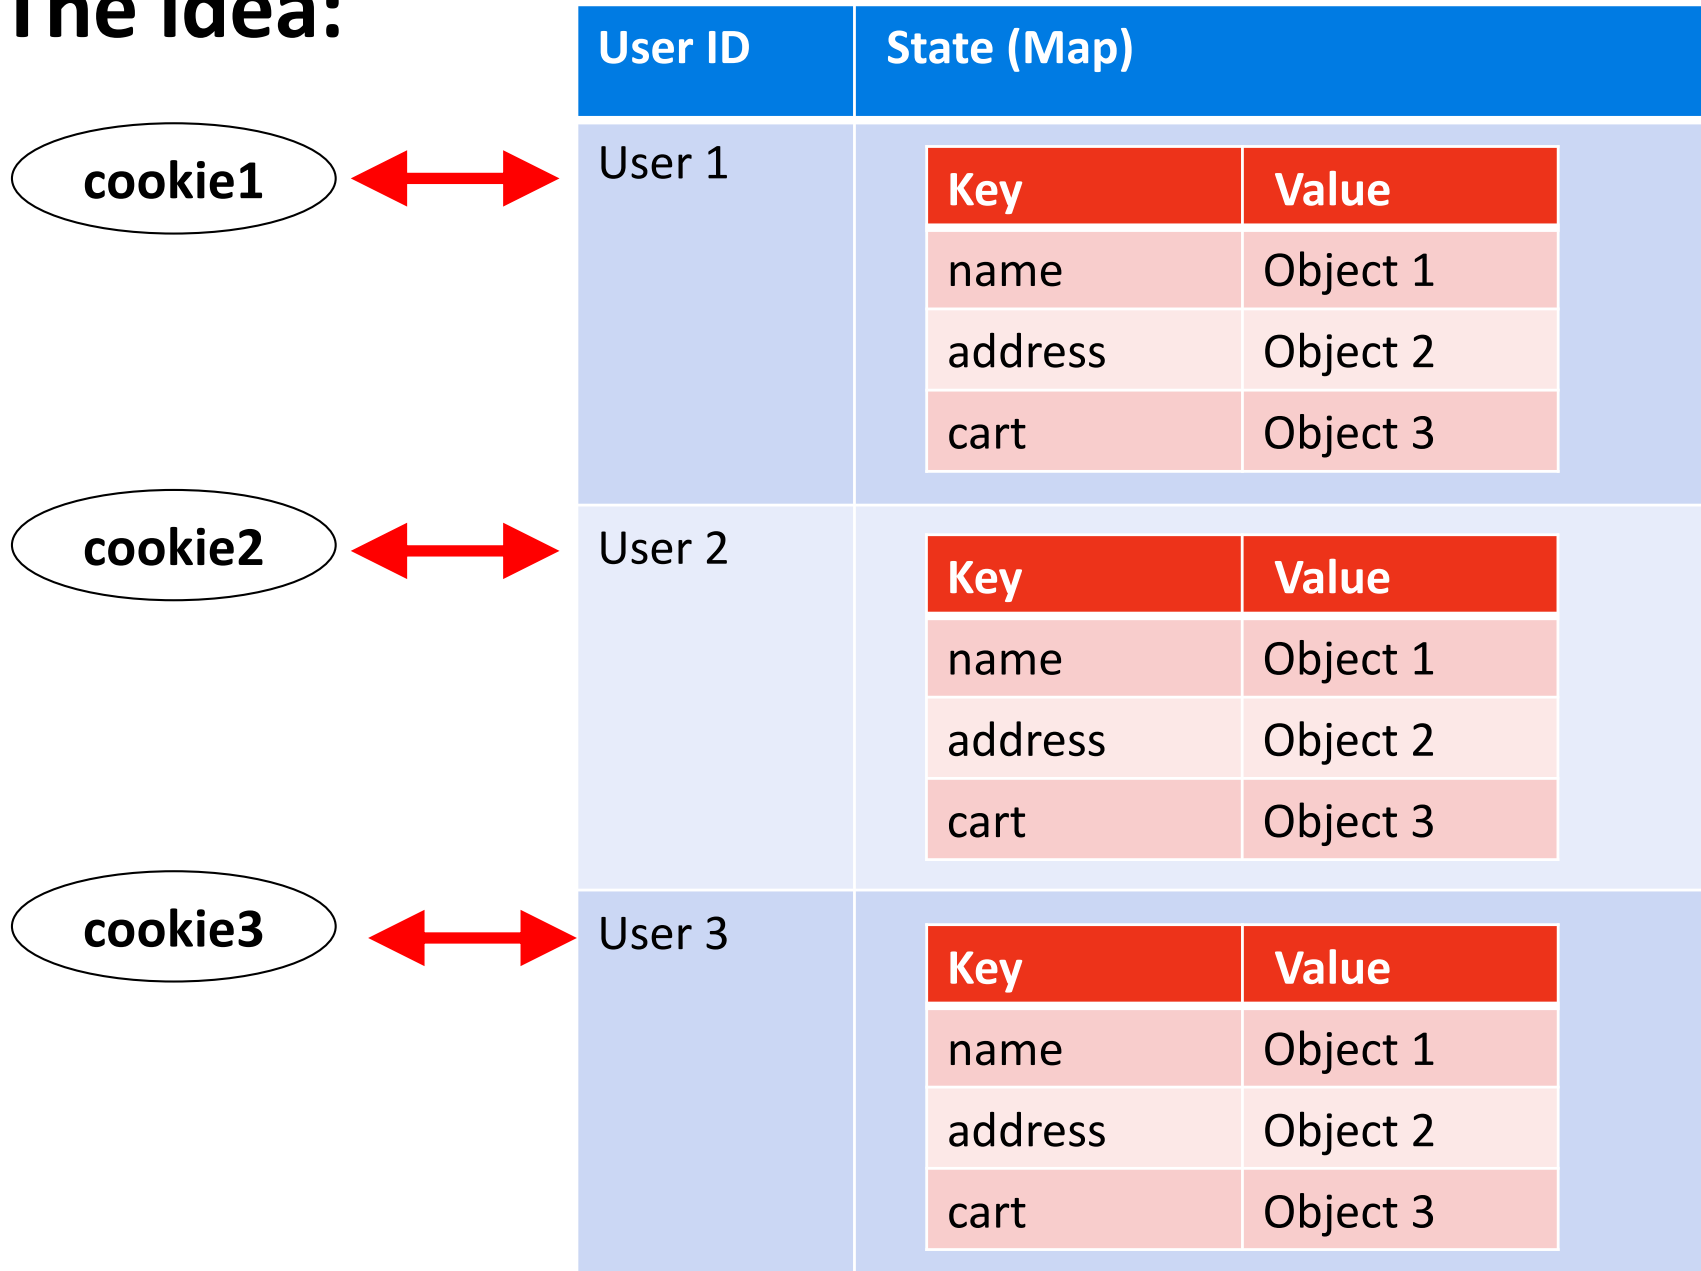 The idea:
User ID State (Map)
cookie1
User 1
Key Value
name Object 1
address Object 2
cart Object 3
cookie2
User 2
Key Value
name Object 1
address Object 2
cart Object 3
cookie3
User 3
Key Value
name Object 1
address Object 2
cart Object 3